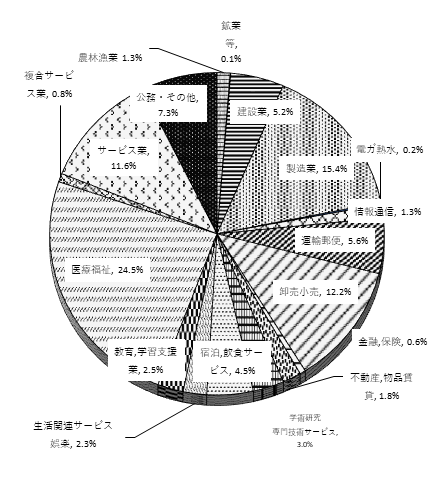 鉱業
等,
0.1%
農林漁業 1.3%
複合サービ
ス業, 0.8%
公務・その他,
7.3%
建設業, 5.2%
サービス業,
11.6%
電ガ熱水, 0.2%
製造業, 15.4%
情報通信, 1.3%
運輸郵便, 5.6%
医療福祉, 24.5%
卸売小売, 12.2%
金融,保険, 0.6%
教育,学習支援
業, 2.5%
宿泊,飲食サー
ビス, 4.5%
不動産,物品賃
貸, 1.8%
学術研究
専門技術サービス,
3.0%
生活関連サービス
娯楽, 2.3%